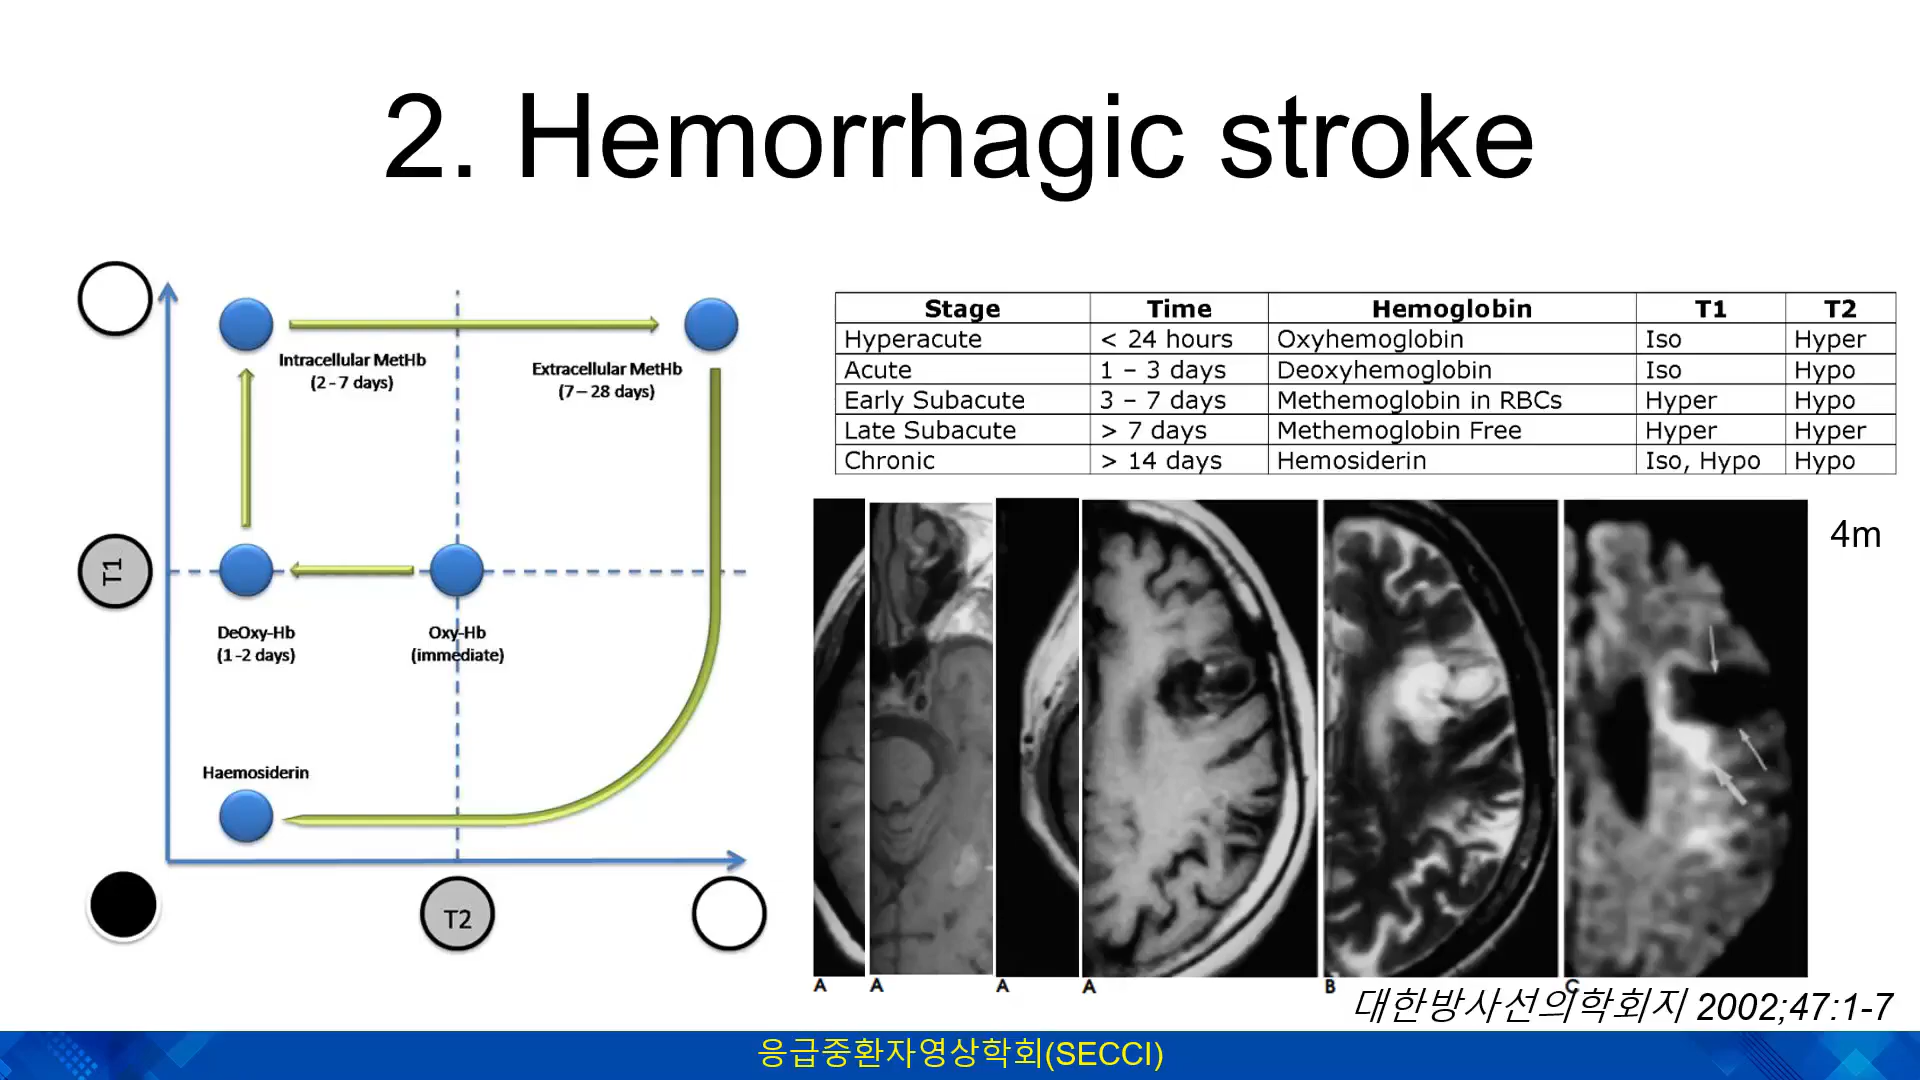 2. Hemorrhagic stroke
Intracellular MetHb
(2 - 7 days)
Extracellular MetHb
(7 – 28 days)
T1
DeOxy-Hb
(1 -2 days)
Oxy-Hb
(immediate)
Haemosiderin
T2
Stage Time Hemoglobin T1 T2
Hyperacute < 24 hours Oxyhemoglobin Iso Hyper
Acute 1 – 3 days Deoxyhemoglobin Iso Hypo
Early Subacute 3 – 7 days Methemoglobin in RBCs Hyper Hypo
Late Subacute > 7 days Methemoglobin Free Hyper Hyper
Chronic > 14 days Hemosiderin Iso, Hypo Hypo
4m
A A A A B C
대한방사선의학회지 2002;47:1-7
응급중환자영상학회(SECCI)